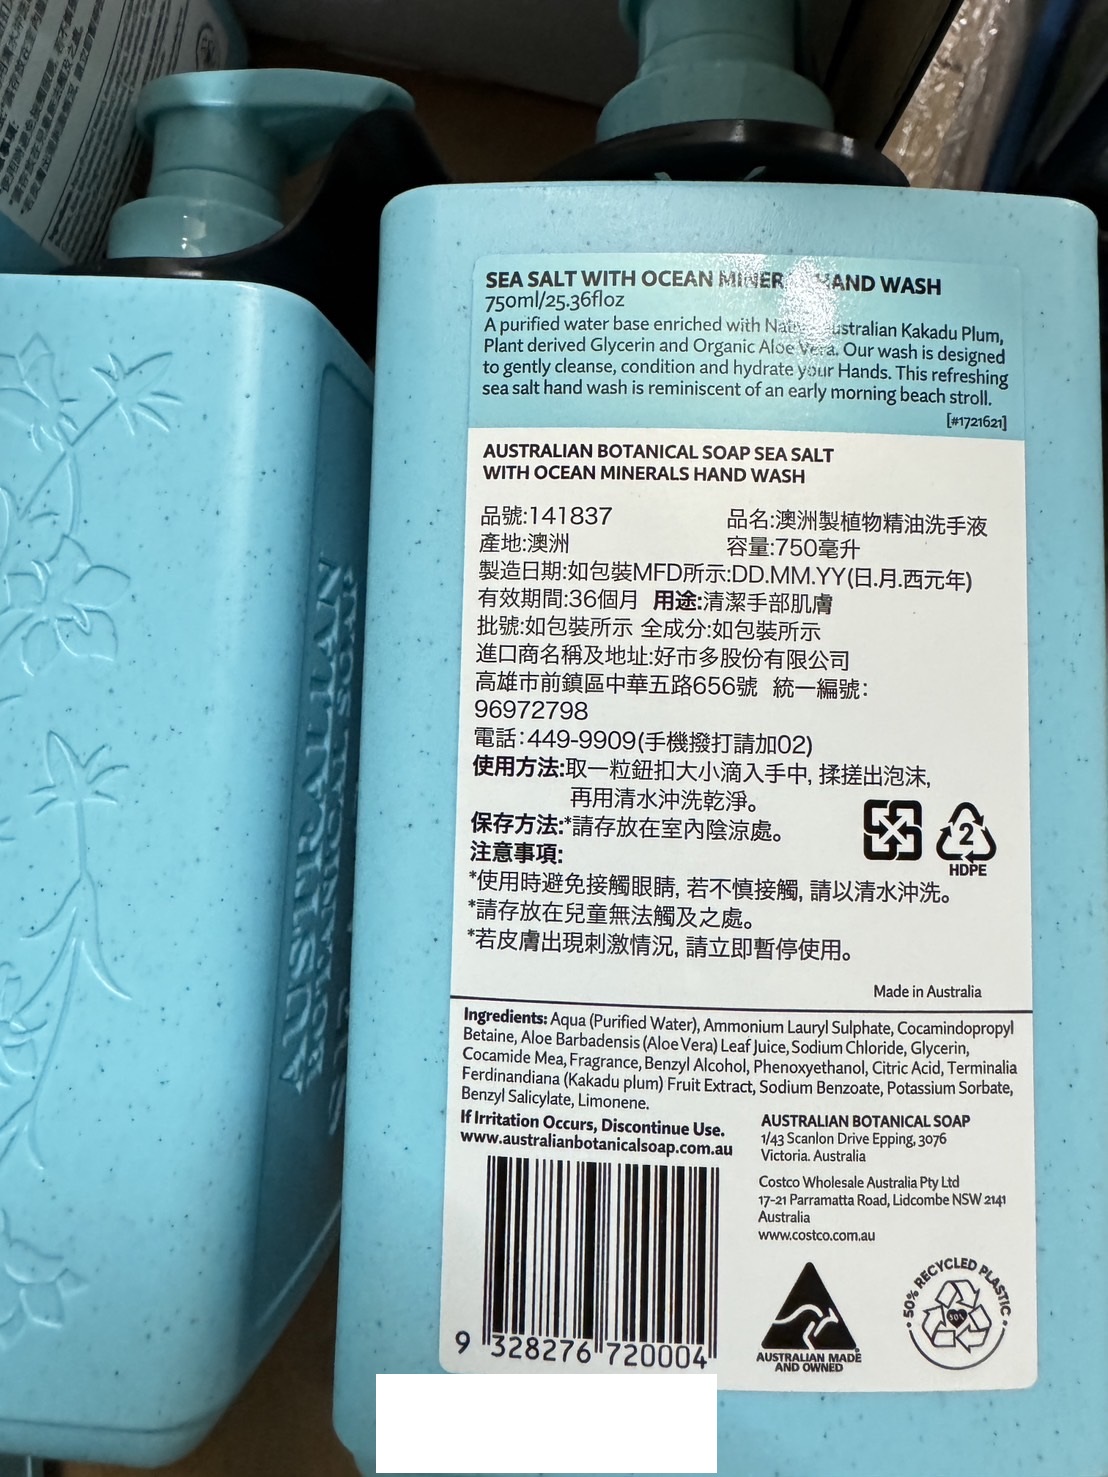 SEA SALT WITH OCEAN HAND WASH
750ml/25.36floz
A purified water base enriched with Australian Kakadu Plum,
Plant derived Glycerin and Organic Aloe Vera. Our wash is designed
to gently cleanse, condition and hydrate your Hands. This refreshing
sea salt hand wash is reminiscent of an early morning beach stroll.
[#1721621]
AUSTRALIAN BOTANICAL SOAP SEA SALT
WITH OCEAN MINERALS HAND WASH
品號:141837 品名:澳洲製植物精油洗手液
產地:澳洲 容量:750毫升
製造日期:如包裝MFD所示:DD.MM.YY(日.月.西元年)
有效期間:36個月 用途:清潔手部肌膚
批號:如包裝所示 全成分:如包裝所示
進口商名稱及地址:好市多股份有限公司
高雄市前鎮區中華五路656號 統一編號:
96972798
電話:449-9909(手機撥打請加02)
使用方法:取一粒鈕扣大小滴入手中, 揉搓出泡沫,
再用清水沖洗乾淨。
保存方法:*請存放在室內陰涼處。
注意事項:
*使用時避免接觸眼睛, 若不慎接觸, 請以清水沖洗。
*請存放在兒童無法觸及之處。
*若皮膚出現刺激情況, 請立即暫停使用。
2
HDPE
Made in Australia
Ingredients: Aqua (Purified Water), Ammonium Lauryl Sulphate, Cocamindopropyl
Betaine, Aloe Barbadensis (Aloe Vera) Leaf Juice, Sodium Chloride, Glycerin,
Cocamide Mea, Fragrance, Benzyl Alcohol, Phenoxyethanol, Citric Acid, Terminalia
Ferdinandiana (Kakadu plum) Fruit Extract, Sodium Benzoate, Potassium Sorbate,
Benzyl Salicylate, Limonene.
If Irritation Occurs, Discontinue Use.
www.australianbotanicalsoap.com.au
AUSTRALIAN BOTANICAL SOAP
1/43 Scanlon Drive Epping, 3076
Victoria. Australia
Costco Wholesale Australia Pty Ltd
17-21 Parramatta Road, Lidcombe NSW 2141
Australia
www.costco.com.au
9 328276 720004
AUSTRALIAN MADE
AND OWNED
50% RECYCLED PLASTIC
50%
AUSTRALIAN
BOTANICAL SOAP